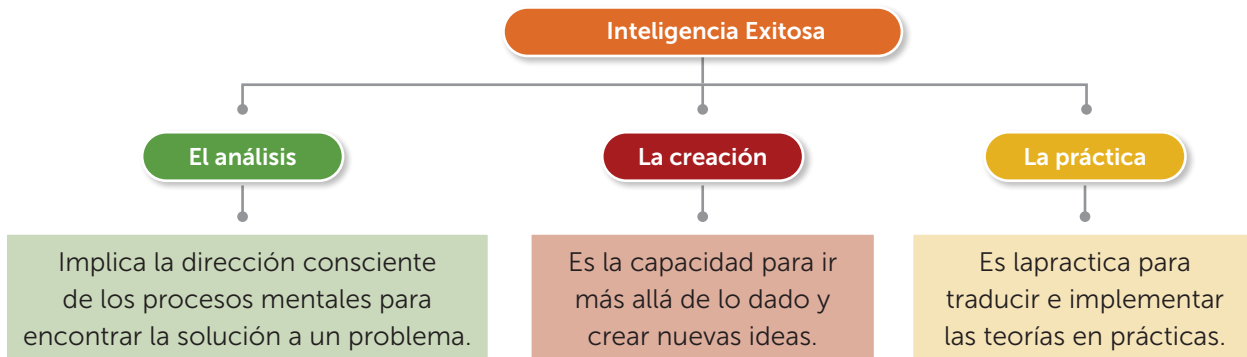 Inteligencia Exitosa
El análisis
La creación
La práctica
Implica la dirección consciente
de los procesos mentales para
encontrar la solución a un problema.
Es la capacidad para ir
más allá de lo dado y
crear nuevas ideas.
Es lapractica para
traducir e implementar
las teorías en prácticas.